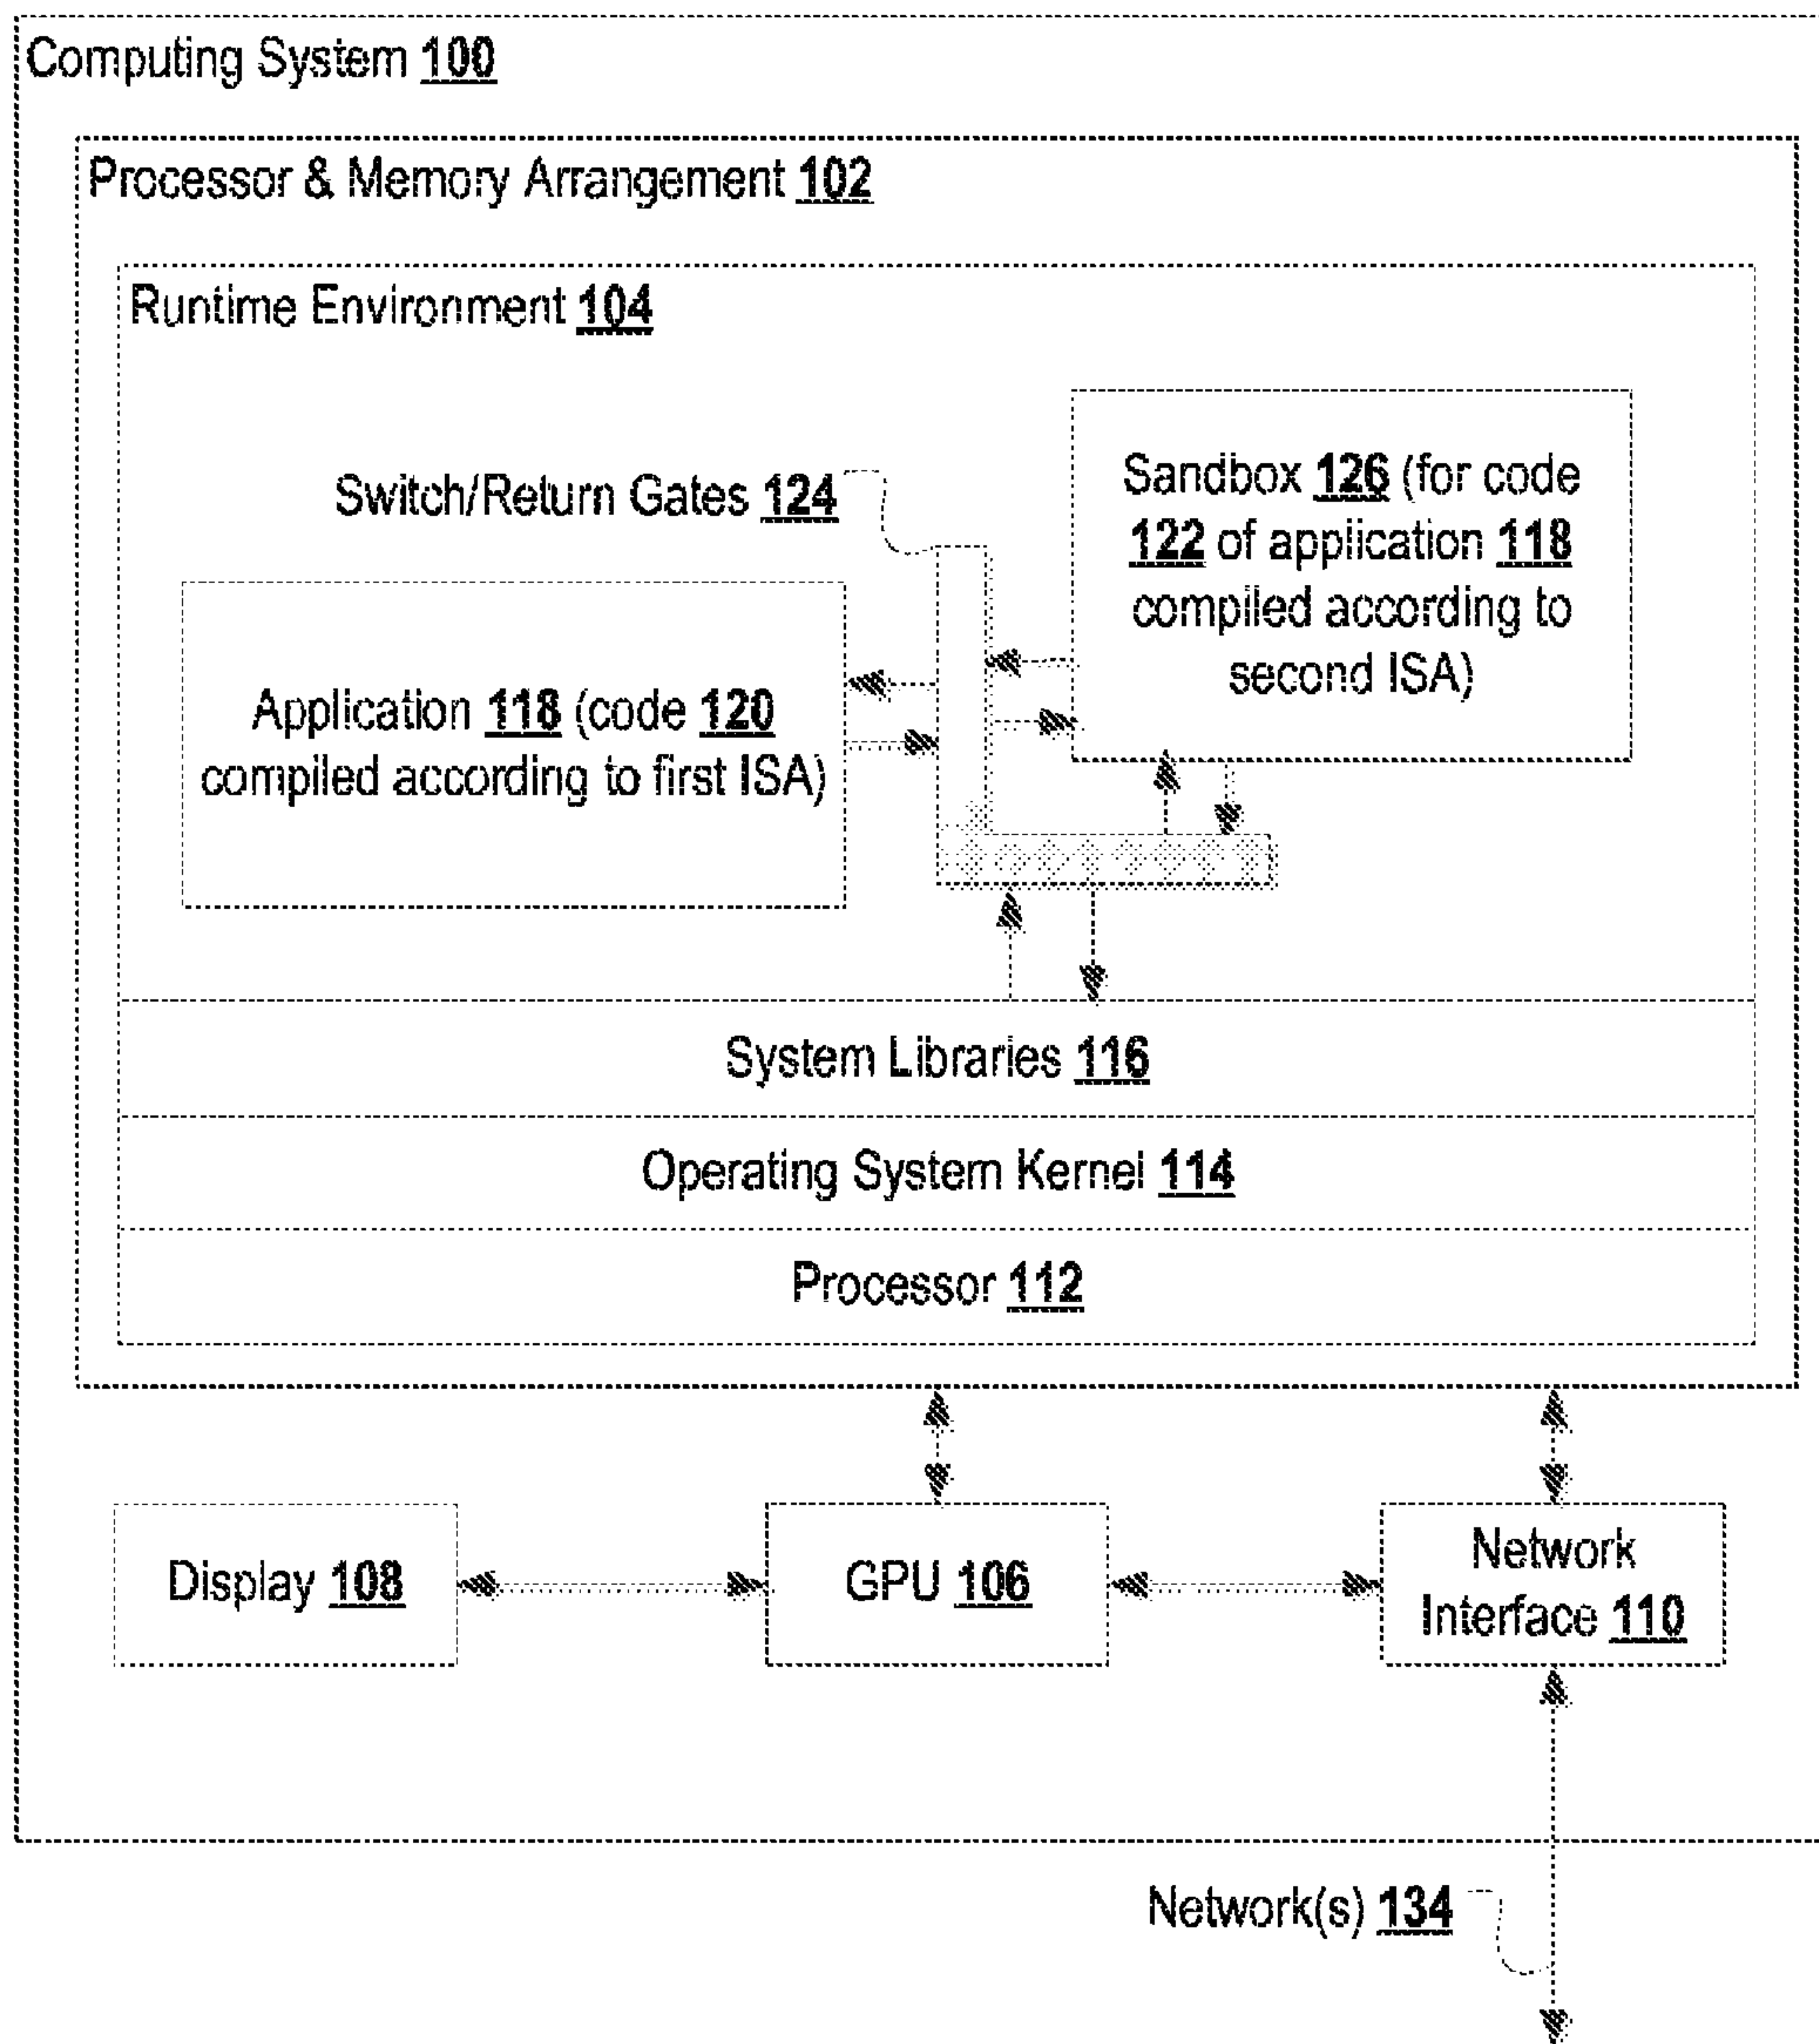 Computing System 100
Processor & Memory Arrangement 102
Runtime Environment 104
Switch/Return Gates 124
Sandbox 126 (for code
122 of application 118
compiled according to
second ISA)
Application 118 (code 120
compiled according to first ISA)
System Libraries 116
Operating System Kernel 114
Processor 112
Display 108
GPU 106
Network
Interface 110
Network(s) 134